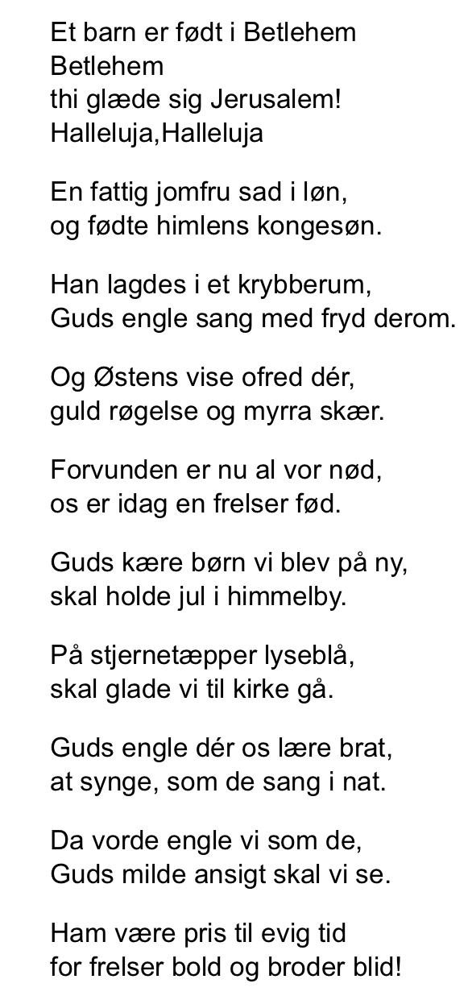 Et barn er født i Betlehem
Betlehem
thi glæde sig Jerusalem!
Halleluja,Halleluja
En fattig jomfru sad i løn,
og fødte himlens kongesøn.
Han lagdes i et krybberum,
Guds engle sang med fryd derom.
Og Østens vise ofred dér,
guld røgelse og myrra skær.
Forvunden er nu al vor nød,
os er idag en frelser fød.
Guds kære børn vi blev på ny,
skal holde jul i himmelby.
På stjernetæpper lyseblå,
skal glade vi til kirke gå.
Guds engle dér os lære brat,
at synge, som de sang i nat.
Da vorde engle vi som de,
Guds milde ansigt skal vi se.
Ham være pris til evig tid
for frelser bold og broder blid!